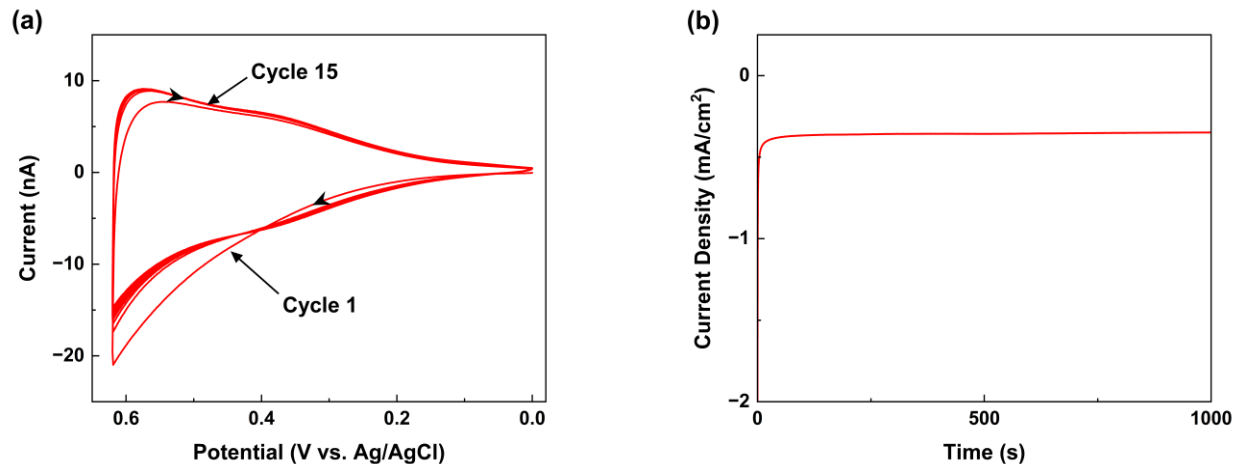 (a)
Cycle 15
Cycle 1
10
0
−10
−20
0.6
0.4
0.2
0.0
Current (nA)
Potential (V vs. Ag/AgCl)
(b)
0
−1
−2
0
500
1000
Current Density (mA/cm²)
Time (s)